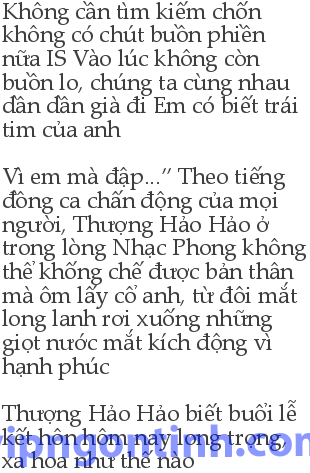 Không cần tìm kiếm chốn
không có chút buồn phiền
nữa IS Vào lúc không còn
buồn lo, chúng ta cùng nhau
dần dần già đi Em có biết trái
tim của anh
Vì em mà đập...” Theo tiếng
đồng ca chấn động của mọi
người, Thượng Hảo Hảo ở
trong lòng Nhạc Phong không
thể khống chế được bản thân
mà ôm lấy cổ anh, từ đôi mắt
long lanh rơi xuống những
giọt nước mắt kích động vì
hạnh phúc
Thượng Hảo Hảo biết buổi lễ
kết hôn hôm nay long trọng,
xa hoa như thế nào
vipngontinh.com